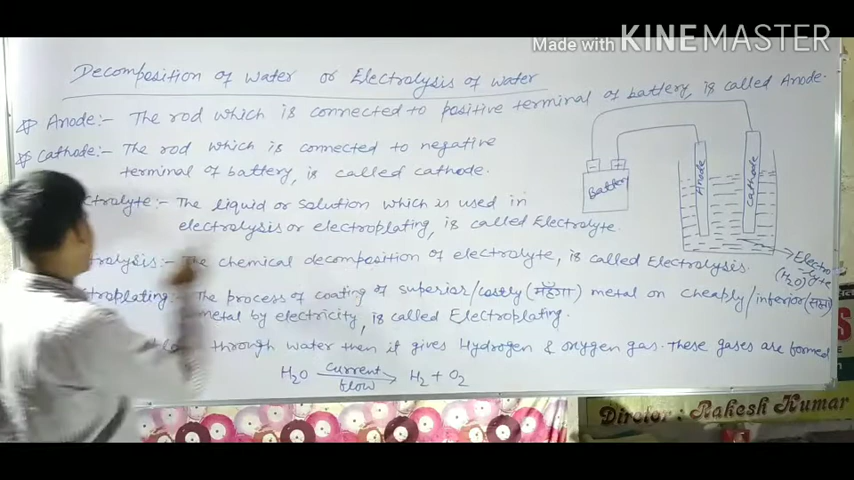 Made with KINEMASTER
Decomposition of water or Electrolysis of water
Anode:- The rod which is connected to positive terminal of battery, is called Anode.
Cathode:- The rod which is connected to negative
terminal of battery, is called cathode.
ctrolyte:- The liquid or solution which is used in
electrolysis or electroplating, is called Electrolyte.
trolysis:- The chemical decomposition of electrolyte, is called Electrolysis.
troplating:- The process of coating of superior/costly (मँहगा) metal on cheaply/inferior
metal by electricity, is called Electroplating.
through water then it gives Hydrogen & oxygen gas. These gases are formed
H2O current flow → H2 + O2
- +
Battery
Anode
cathode
Electro
-lyte
(H2O)
Director : Rakesh Kumar